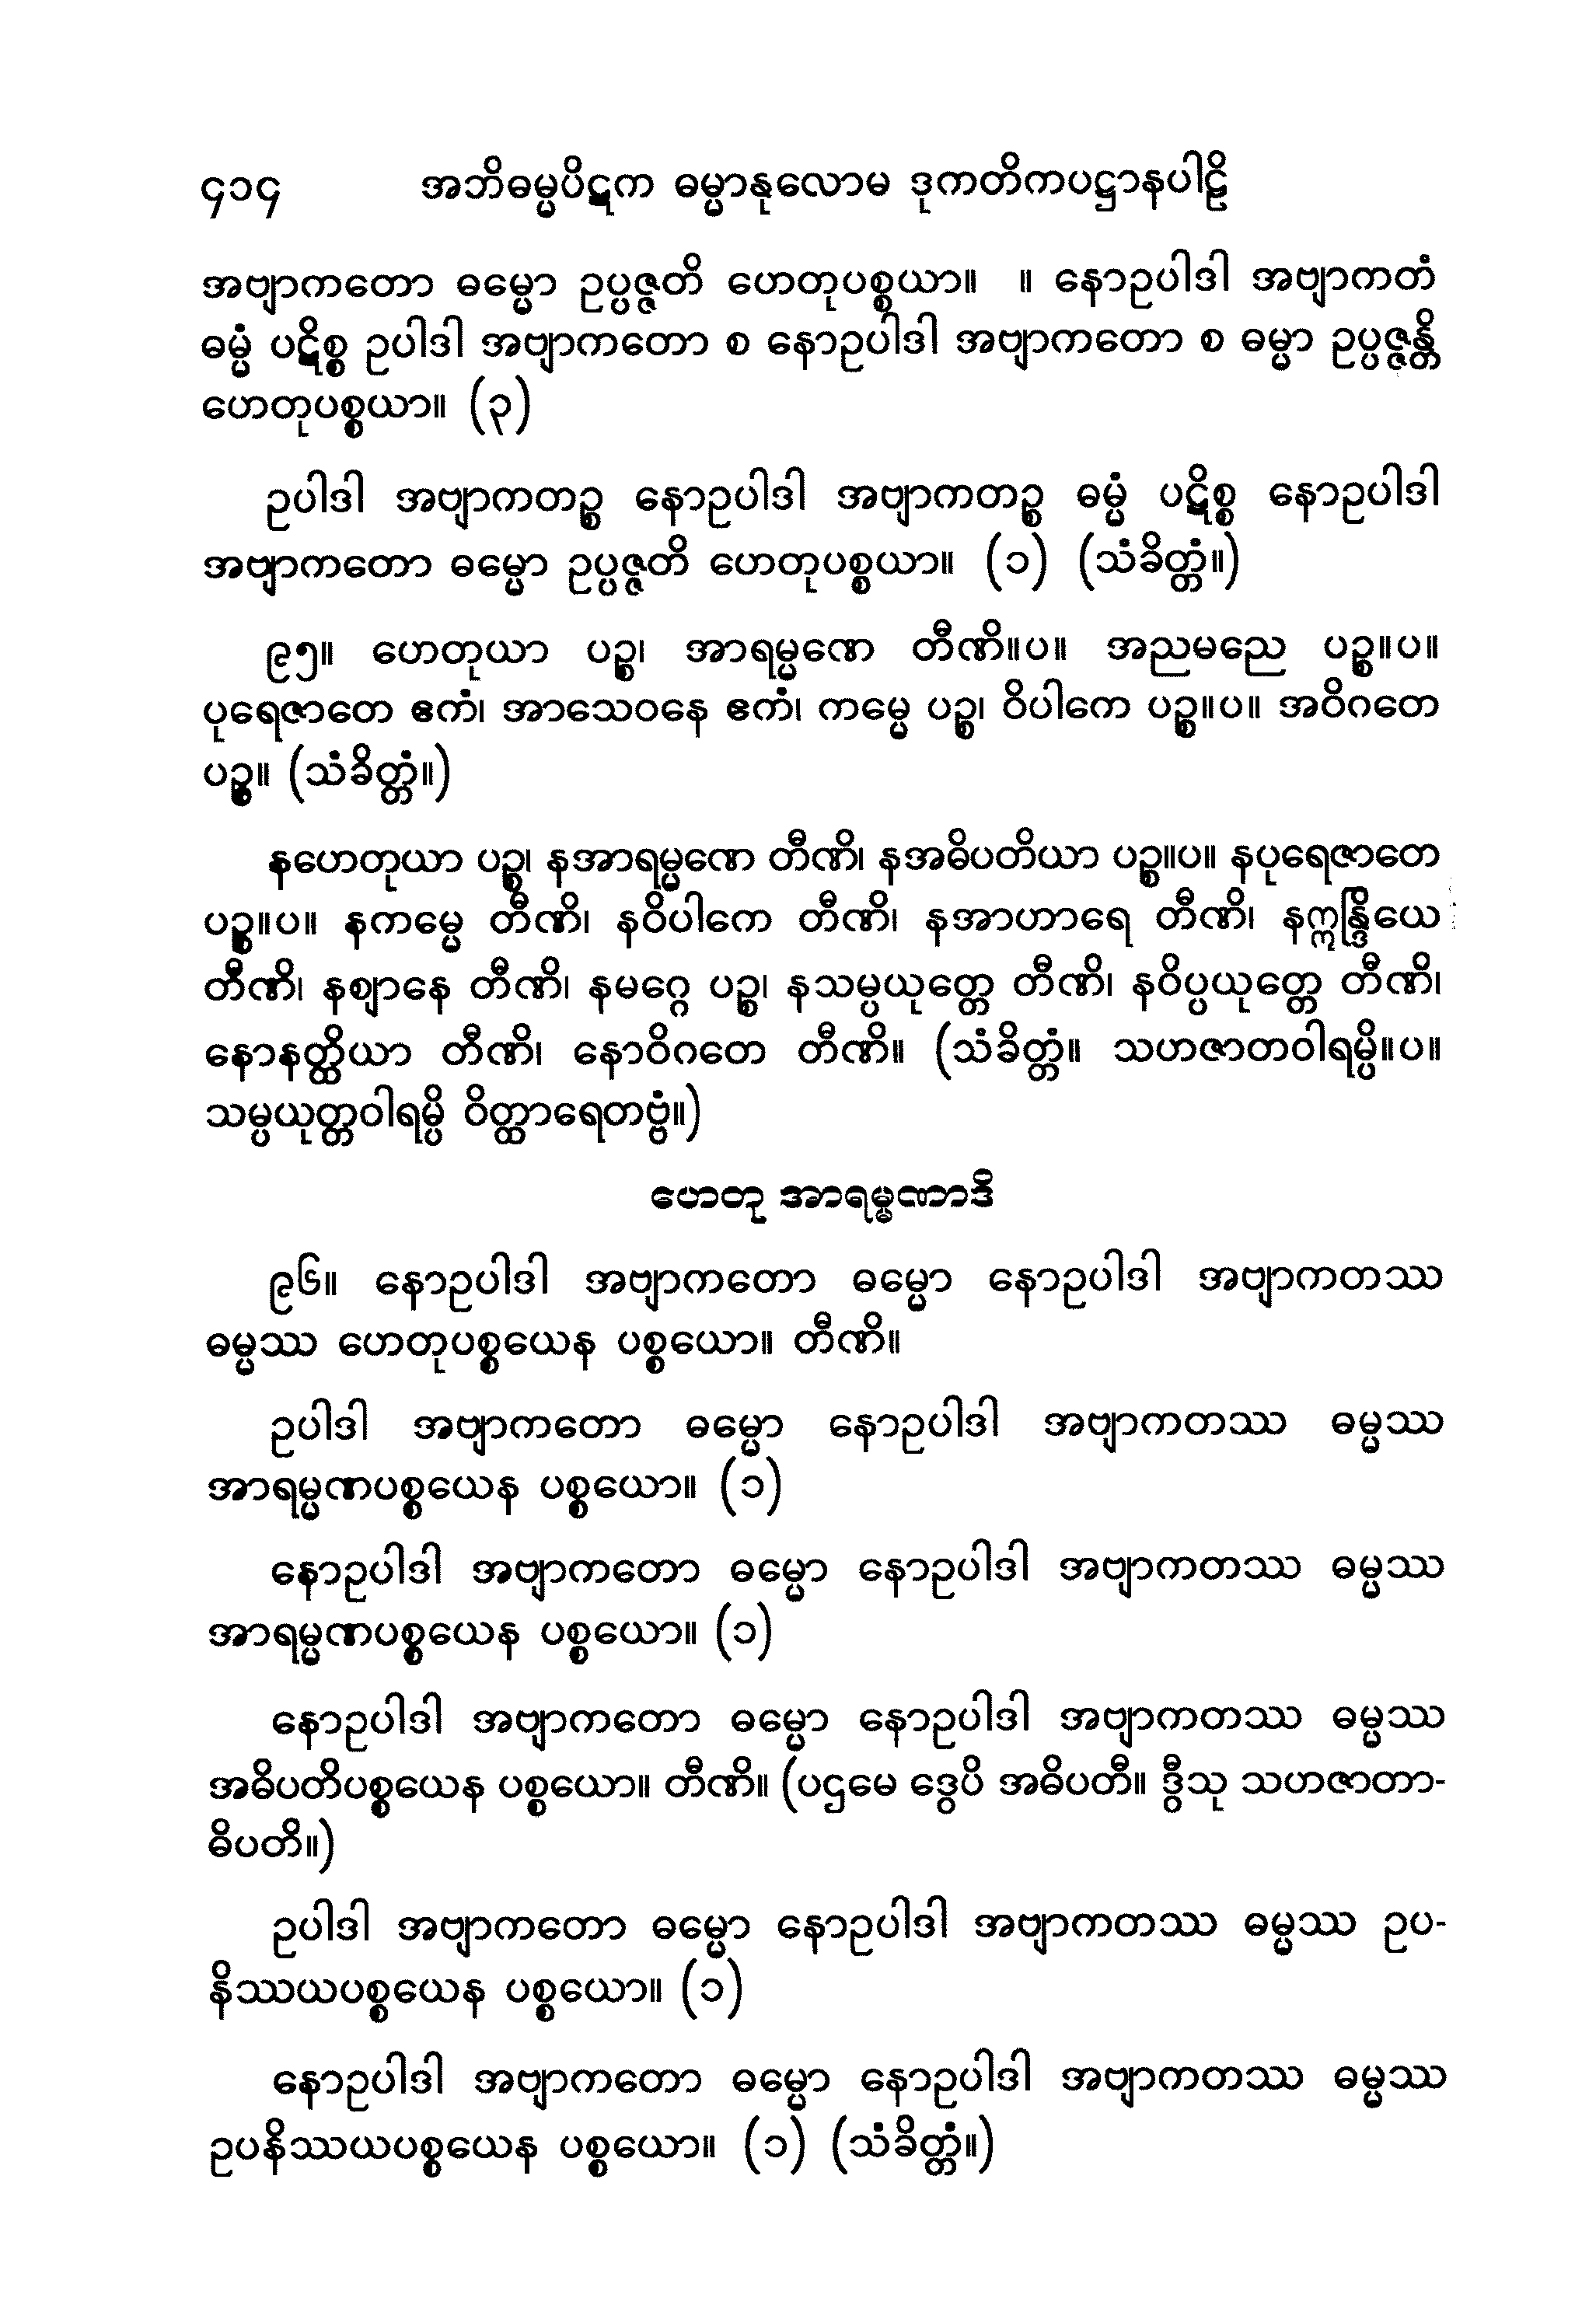 ၄၁၄ အဘိဓမ္မပိဋက ဓမ္မာနုလောမ ဒုကတိကပဋ္ဌာနပါဠိ
အဗျာကတော ဓမ္မော ဥပ္ပဇ္ဇတိ ဟေတုပစ္စယာ။ ။ နောဥပါဒါ အဗျာကတံ
ဓမ္မံ ပဋိစ္စ ဥပါဒါ အဗျာကတော စ နောဥပါဒါ အဗျာကတော စ ဓမ္မာ ဥပ္ပဇ္ဇန္တိ
ဟေတုပစ္စယာ။ (၃)
ဥပါဒါ အဗျာကတဉ္စ နောဥပါဒါ အဗျာကတဉ္စ ဓမ္မံ ပဋိစ္စ နောဥပါဒါ
အဗျာကတော ဓမ္မော ဥပ္ပဇ္ဇတိ ဟေတုပစ္စယာ။ (၁) (သံခိတ္တံ။)
၉၅။ ဟေတုယာ ပဉ္စ၊ အာရမ္မဏေ တီဏိ။ပ။ အညမညေ ပဉ္စ။ပ။
ပုရေဇာတေ ဧကံ၊ အာသေဝနေ ဧကံ၊ ကမ္မေ ပဉ္စ၊ ဝိပါကေ ပဉ္စ။ပ။ အဝိဂတေ
ပဉ္စ။ (သံခိတ္တံ။)
နဟေတုယာ ပဉ္စ၊ နအာရမ္မဏေ တီဏိ၊ နအဓိပတိယာ ပဉ္စ။ပ။ နပုရေဇာတေ
ပဉ္စ။ပ။ နကမ္မေ တီဏိ၊ နဝိပါကေ တီဏိ၊ နအာဟာရေ တီဏိ၊ နဣန္ဒြိယေ
တီဏိ၊ နဈာနေ တီဏိ၊ နမဂ္ဂေ ပဉ္စ၊ နသမ္ပယုတ္တေ တီဏိ၊ နဝိပ္ပယုတ္တေ တီဏိ၊
နောနတ္ထိယာ တီဏိ၊ နောဝိဂတေ တီဏိ။ (သံခိတ္တံ။ သဟဇာတဝါရမ္ပိ။ပ။
သမ္ပယုတ္တဝါရမ္ပိ ဝိတ္ထာရေတဗ္ဗံ။)
ဟေတု အာရမ္မဏာဒိ
၉၆။ နောဥပါဒါ အဗျာကတော ဓမ္မော နောဥပါဒါ အဗျာကတဿ
ဓမ္မဿ ဟေတုပစ္စယေန ပစ္စယော။ တီဏိ။
ဥပါဒါ အဗျာကတော ဓမ္မော နောဥပါဒါ အဗျာကတဿ ဓမ္မဿ
အာရမ္မဏပစ္စယေန ပစ္စယော။ (၁)
နောဥပါဒါ အဗျာကတော ဓမ္မော နောဥပါဒါ အဗျာကတဿ ဓမ္မဿ
အာရမ္မဏပစ္စယေန ပစ္စယော။ (၁)
နောဥပါဒါ အဗျာကတော ဓမ္မော နောဥပါဒါ အဗျာကတဿ ဓမ္မဿ
အဓိပတိပစ္စယေန ပစ္စယော။ တီဏိ။ (ပဌမေ ဒွေပိ အဓိပတီ။ ဒွီသု သဟဇာတာ-
ဓိပတိ။)
ဥပါဒါ အဗျာကတော ဓမ္မော နောဥပါဒါ အဗျာကတဿ ဓမ္မဿ ဥပ-
နိဿယပစ္စယေန ပစ္စယော။ (၁)
နောဥပါဒါ အဗျာကတော ဓမ္မော နောဥပါဒါ အဗျာကတဿ ဓမ္မဿ
ဥပနိဿယပစ္စယေန ပစ္စယော။ (၁) (သံခိတ္တံ။)